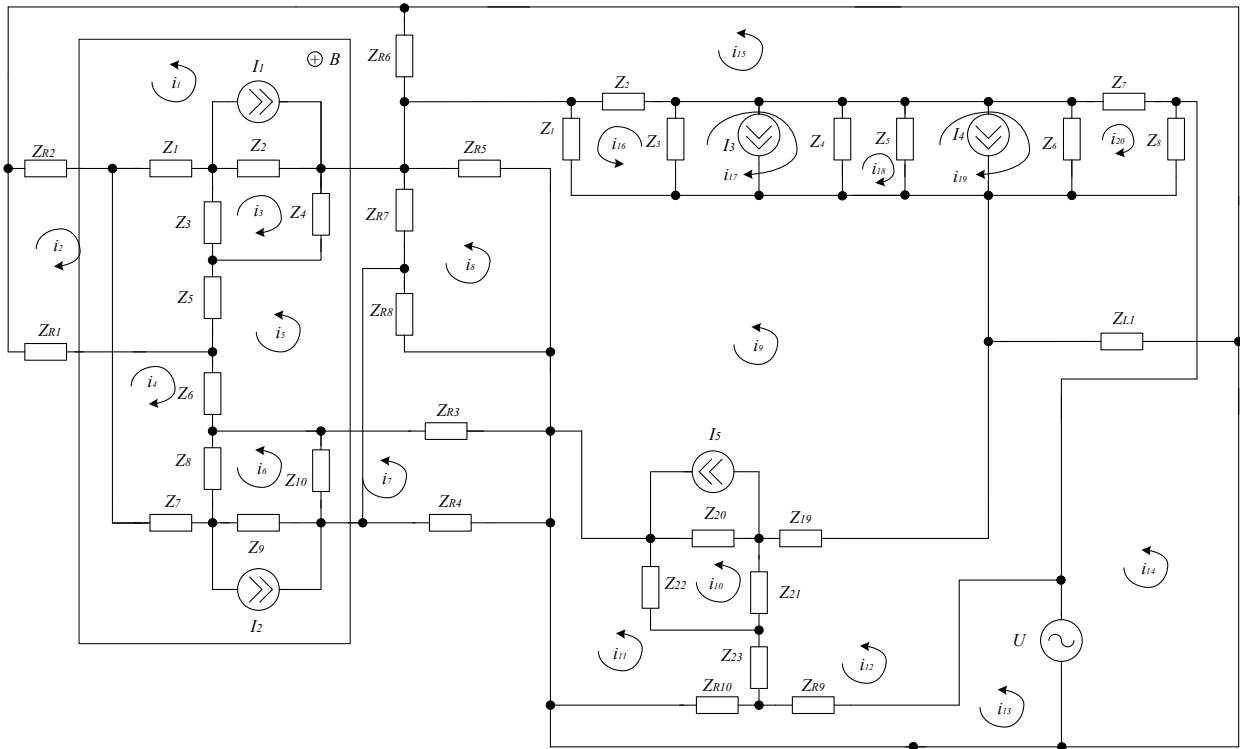 ZR6
i15
B
I1
i1
Z2
Z7
Z1
i16
Z3
I3
Z4
Z5
I4
Z6
i20
Z8
ZR2
Z1
Z2
ZR5
i17
i18
i19
Z3
i3
Z4
ZR7
i2
i8
Z5
ZR8
ZR1
i5
i9
ZL1
i4
Z6
ZR3
I5
Z8
i6
Z10
i7
Z7
Z9
ZR4
Z20
Z19
Z22
i10
Z21
i14
I2
U
i11
Z23
i12
ZR10
ZR9
i13